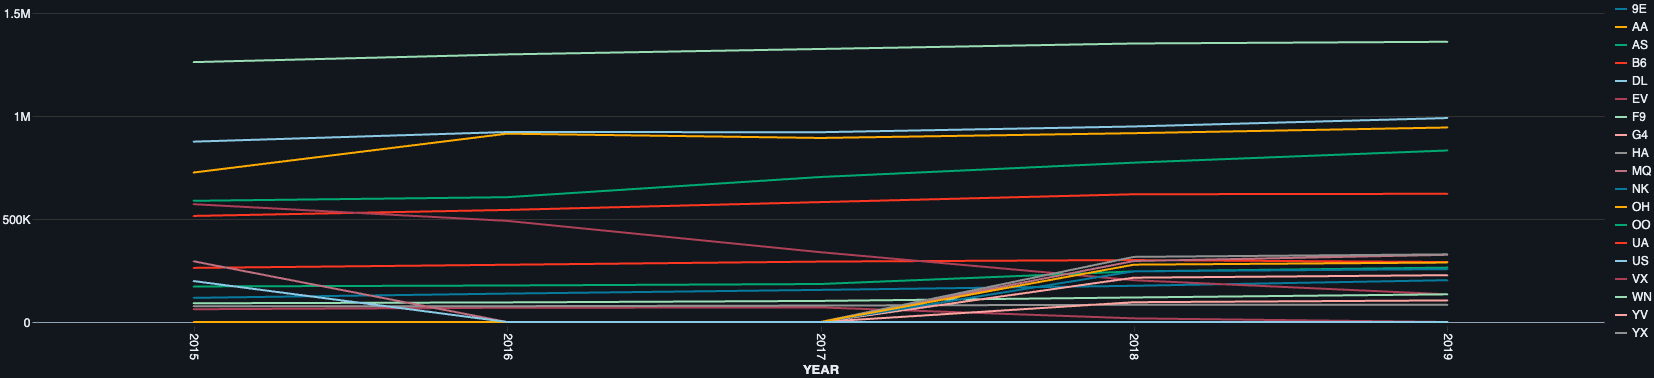 1.5M
1M
500K
0
2015
2016
2017
2018
2019
YEAR
9E
AA
AS
B6
DL
EV
F9
G4
HA
MQ
NK
OH
OO
UA
US
VX
WN
YV
YX